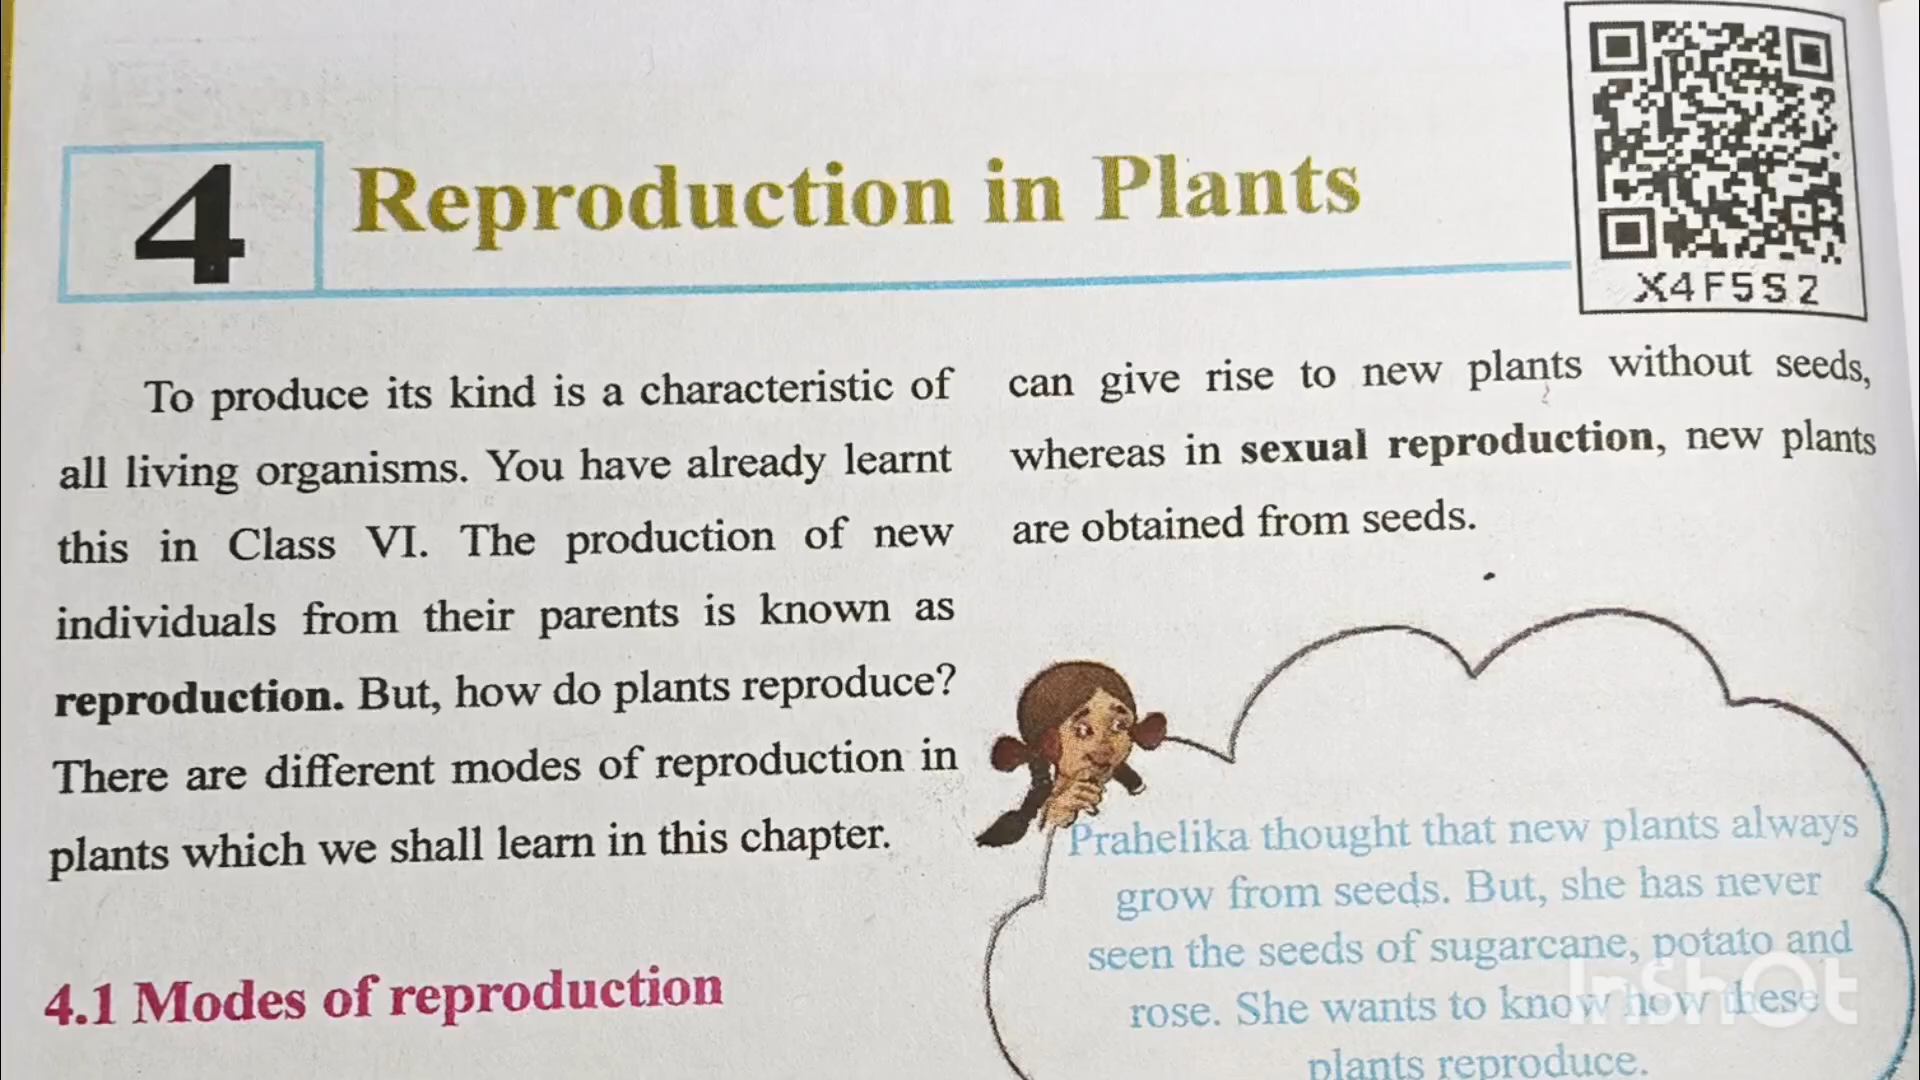 4 Reproduction in Plants
X4F5S2
To produce its kind is a characteristic of
all living organisms. You have already learnt
this in Class VI. The production of new
individuals from their parents is known as
reproduction. But, how do plants reproduce?
There are different modes of reproduction in
plants which we shall learn in this chapter.
4.1 Modes of reproduction
can give rise to new plants without seeds,
whereas in sexual reproduction, new plants
are obtained from seeds.
Prahelika thought that new plants always
grow from seeds. But, she has never
seen the seeds of sugarcane, potato and
rose. She wants to know how these
plants reproduce.
InShOt